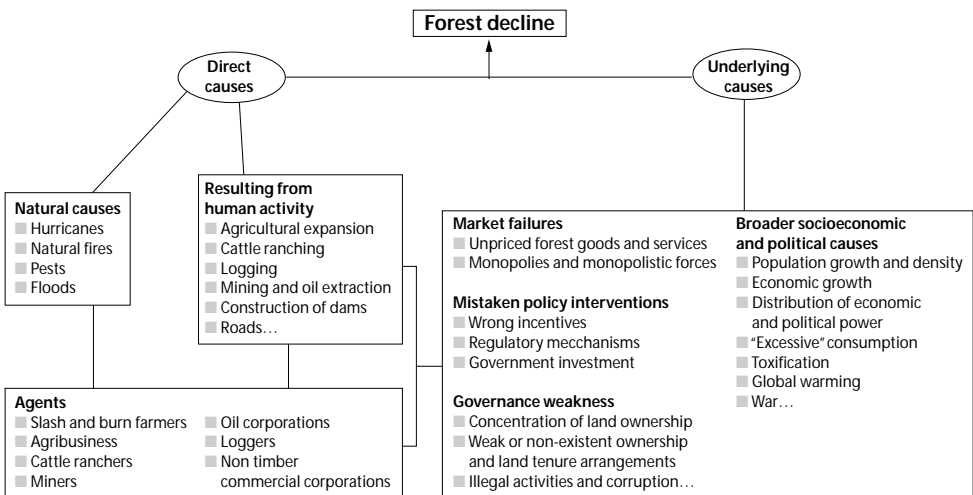 Forest decline
Direct
causes
Underlying
causes
Natural causes
Hurricanes
Natural fires
Pests
Floods
Resulting from
human activity
Agricultural expansion
Cattle ranching
Logging
Mining and oil extraction
Construction of dams
Roads…
Agents
Slash and burn farmers
Agribusiness
Cattle ranchers
Miners
Oil corporations
Loggers
Non timber
commercial corporations
Market failures
Unpriced forest goods and services
Monopolies and monopolistic forces
Mistaken policy interventions
Wrong incentives
Regulatory mecchanisms
Government investment
Governance weakness
Concentration of land ownership
Weak or non-existent ownership
and land tenure arrangements
Illegal activities and corruption…
Broader socioeconomic
and political causes
Population growth and density
Economic growth
Distribution of economic
and political power
“Excessive” consumption
Toxification
Global warming
War…